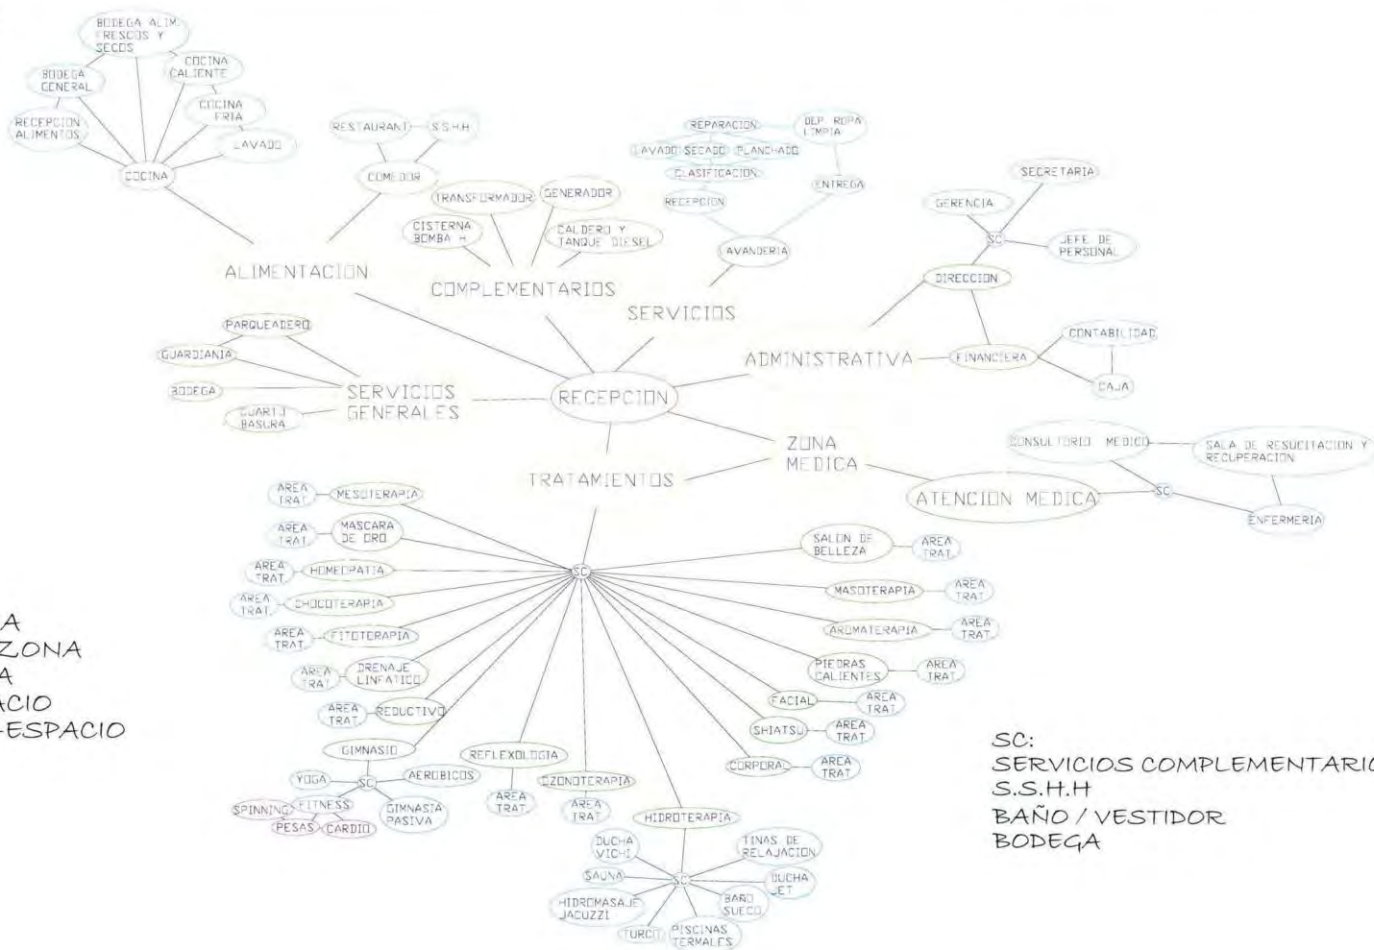 BODEGA ALIM.
FRESCOS Y
SECOS
BODEGA
GENERAL
COCINA
CALIENTE
RECEPCION
ALIMENTOS
COCINA
FRIA
LAVADO
COCINA
RESTAURANT
S.S.H.H
COMEDOR
TRANSFORMADOR
GENERADOR
CISTERNA
BOMBA H
CALDERO Y
TANQUE DIESEL
REPARACION
DEP. ROPA
LIMPIA
LAVADO
SECADO
PLANCHADO
CLASIFICACION
RECEPCION
ENTREGA
LAVANDERIA
SECRETARIA
GERENCIA
SC
JEFE DE
PERSONAL
DIRECCION
ALIMENTACION
COMPLEMENTARIOS
SERVICIOS
ADMINISTRATIVA
FINANCIERA
CONTABILIDAD
CAJA
PARQUEADERO
GUARDIANIA
BODEGA
CUARTO
BASURA
SERVICIOS
GENERALES
RECEPCION
ZONA
MEDICA
CONSULTORIO MEDICO
SALA DE RESUCITACION Y
RECUPERACION
ATENCION MEDICA
SC
ENFERMERIA
TRATAMIENTOS
AREA
TRAT.
MESOTERAPIA
AREA
TRAT.
MASCARA
DE ORO
AREA
TRAT.
HOMEOPATIA
AREA
TRAT.
CHOCOTERAPIA
AREA
TRAT.
FITOTERAPIA
AREA
TRAT.
DRENAJE
LINFATICO
AREA
TRAT.
REDUCTIVO
SC
SALON DE
BELLEZA
AREA
TRAT.
MASOTERAPIA
AREA
TRAT.
AROMATERAPIA
AREA
TRAT.
PIEDRAS
CALIENTES
AREA
TRAT.
FACIAL
AREA
TRAT.
SHIATSU
AREA
TRAT.
CORPORAL
AREA
TRAT.
A
ZONA
A
ACIO
-ESPACIO
GIMNASIO
YOGA
SC
AEROBICOS
FITNESS
GIMNASIA
PASIVA
SPINNING
PESAS
CARDIO
REFLEXOLOGIA
AREA
TRAT.
OZONOTERAPIA
AREA
TRAT.
HIDROTERAPIA
DUCHA
VICHI
TINAS DE
RELAJACION
SAUNA
SC
DUCHA
JET
HIDROMASAJE
JACUZZI
BAÑO
SUECO
TURCO
PISCINAS
TERMALES
SC:
SERVICIOS COMPLEMENTARIO
S.S.H.H
BAÑO / VESTIDOR
BODEGA